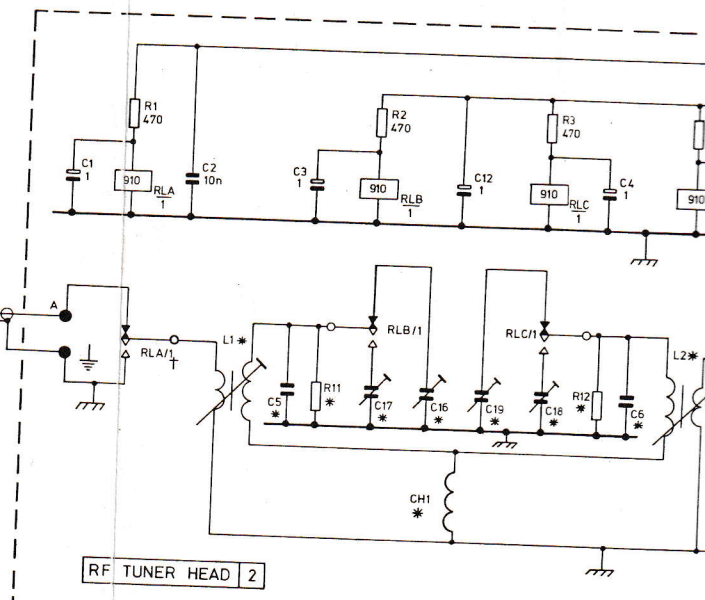 R1
470
R2
470
R3
470
C1
1
910
RLA
1
C2
10n
C3
1
910
RLB
1
C12
1
910
RLC
1
C4
1
910
A
RLA/1
†
L1 *
C5
*
R11
*
RLB/1
C17
*
C16
*
C19
*
RLC/1
C18
*
R12
*
C6
*
L2*
CH1
*
RF TUNER HEAD 2